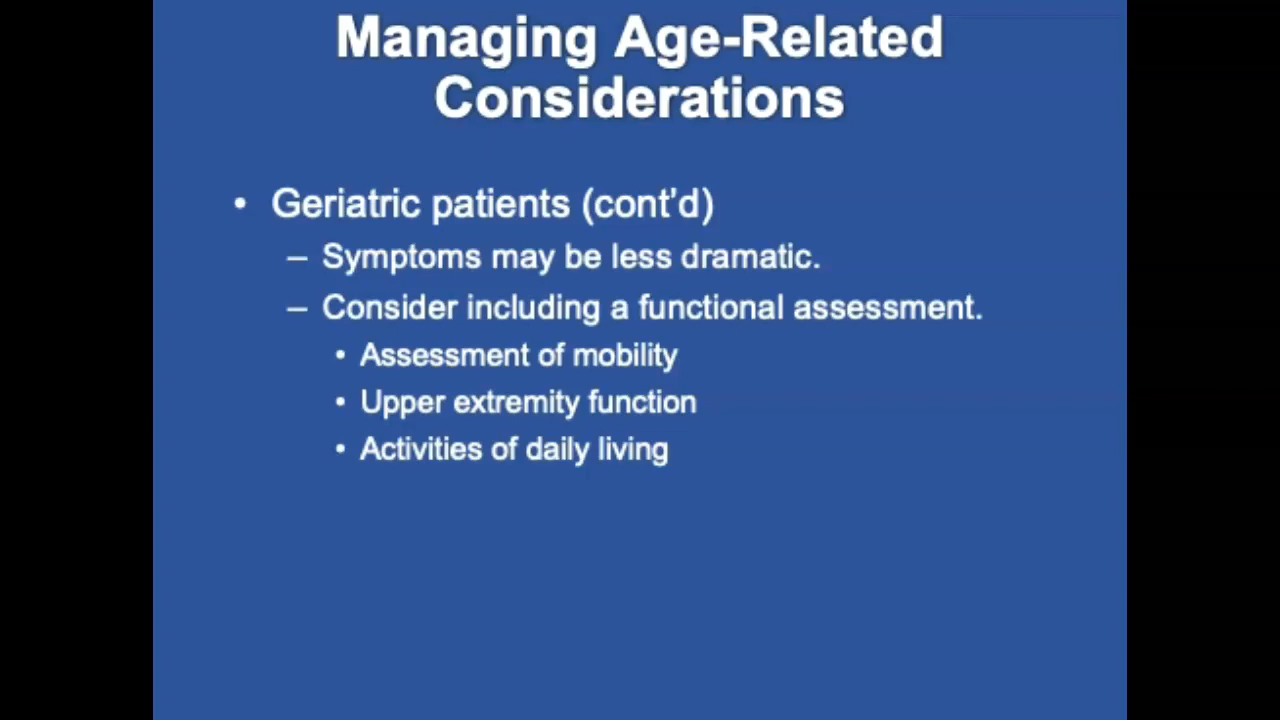 Managing Age-Related
Considerations
• Geriatric patients (cont'd)
– Symptoms may be less dramatic.
– Consider including a functional assessment.
• Assessment of mobility
• Upper extremity function
• Activities of daily living